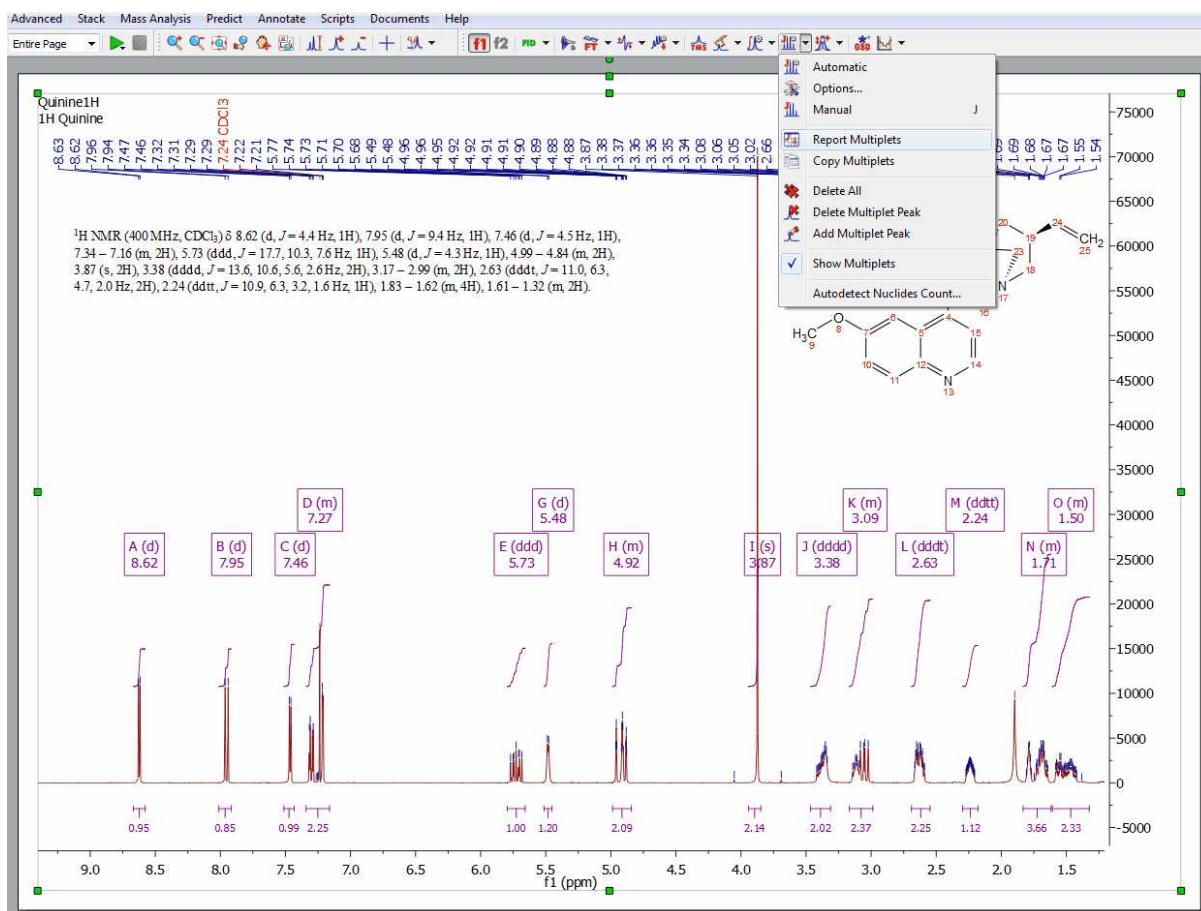 Advanced Stack Mass Analysis Predict Annotate Scripts Documents Help
Entire Page f1 f2 PhD FT TMS GSD
Automatic
Options...
Manual J
Report Multiplets
Copy Multiplets
Delete All
Delete Multiplet Peak
Add Multiplet Peak
Show Multiplets
Autodetect Nuclides Count...
Quinine1H
1H Quinine
8.63 8.62 7.96 7.94 7.47 7.46 7.32 7.31 7.29 7.29 7.24 CDCl3 7.22 7.21 5.77 5.74 5.73 5.71 5.70 5.68 5.49 5.48 4.96 4.96 4.95 4.92 4.92 4.91 4.91 4.90 4.89 4.88 4.88 3.87 3.38 3.37 3.36 3.36 3.35 3.34 3.08 3.06 3.05 3.02 2.66 1.69 1.69 1.68 1.67 1.67 1.55 1.54
¹H NMR (400 MHz, CDCl₃) δ 8.62 (d, J = 4.4 Hz, 1H), 7.95 (d, J = 9.4 Hz, 1H), 7.46 (d, J = 4.5 Hz, 1H),
7.34 – 7.16 (m, 2H), 5.73 (ddd, J = 17.7, 10.3, 7.6 Hz, 1H), 5.48 (d, J = 4.3 Hz, 1H), 4.99 – 4.84 (m, 2H),
3.87 (s, 2H), 3.38 (dddd, J = 13.6, 10.6, 5.6, 2.6 Hz, 2H), 3.17 – 2.99 (m, 2H), 2.63 (dddt, J = 11.0, 6.3,
4.7, 2.0 Hz, 2H), 2.24 (ddtt, J = 10.9, 6.3, 3.2, 1.6 Hz, 1H), 1.83 – 1.62 (m, 4H), 1.61 – 1.32 (m, 2H).
75000
70000
65000
60000
55000
50000
45000
40000
35000
30000
25000
20000
15000
10000
5000
0
-5000
20 24 19 CH₂ 25 23 18 N 17 16
H₃C 9 O 8 7 6 5 4 15 10 11 12 N 13 14
D (m) 7.27
G (d) 5.48
K (m) 3.09
M (ddtt) 2.24
O (m) 1.50
A (d) 8.62
B (d) 7.95
C (d) 7.46
E (ddd) 5.73
H (m) 4.92
I (s) 3.87
J (dddd) 3.38
L (dddt) 2.63
N (m) 1.71
0.95 0.85 0.99 2.25 1.00 1.20 2.09 2.14 2.02 2.37 2.25 1.12 3.66 2.33
9.0 8.5 8.0 7.5 7.0 6.5 6.0 5.5 5.0 4.5 4.0 3.5 3.0 2.5 2.0 1.5
f1 (ppm)